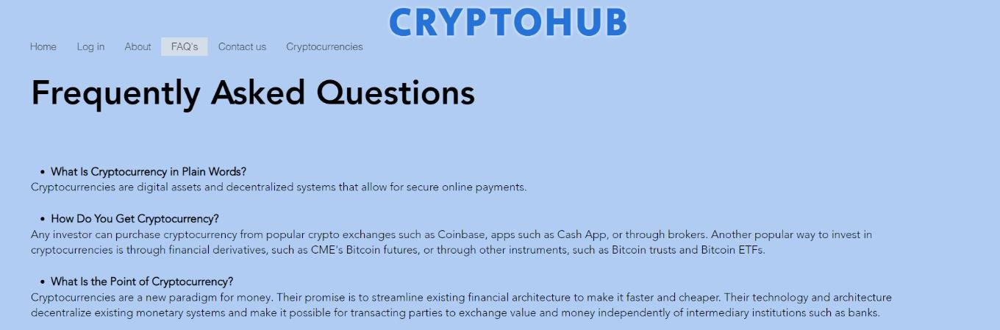 CRYPTOHUB
Home Log in About FAQ's Contact us Cryptocurrencies
Frequently Asked Questions
• What Is Cryptocurrency in Plain Words?
Cryptocurrencies are digital assets and decentralized systems that allow for secure online payments.
• How Do You Get Cryptocurrency?
Any investor can purchase cryptocurrency from popular crypto exchanges such as Coinbase, apps such as Cash App, or through brokers. Another popular way to invest in
cryptocurrencies is through financial derivatives, such as CME's Bitcoin futures, or through other instruments, such as Bitcoin trusts and Bitcoin ETFs.
• What Is the Point of Cryptocurrency?
Cryptocurrencies are a new paradigm for money. Their promise is to streamline existing financial architecture to make it faster and cheaper. Their technology and architecture
decentralize existing monetary systems and make it possible for transacting parties to exchange value and money independently of intermediary institutions such as banks.